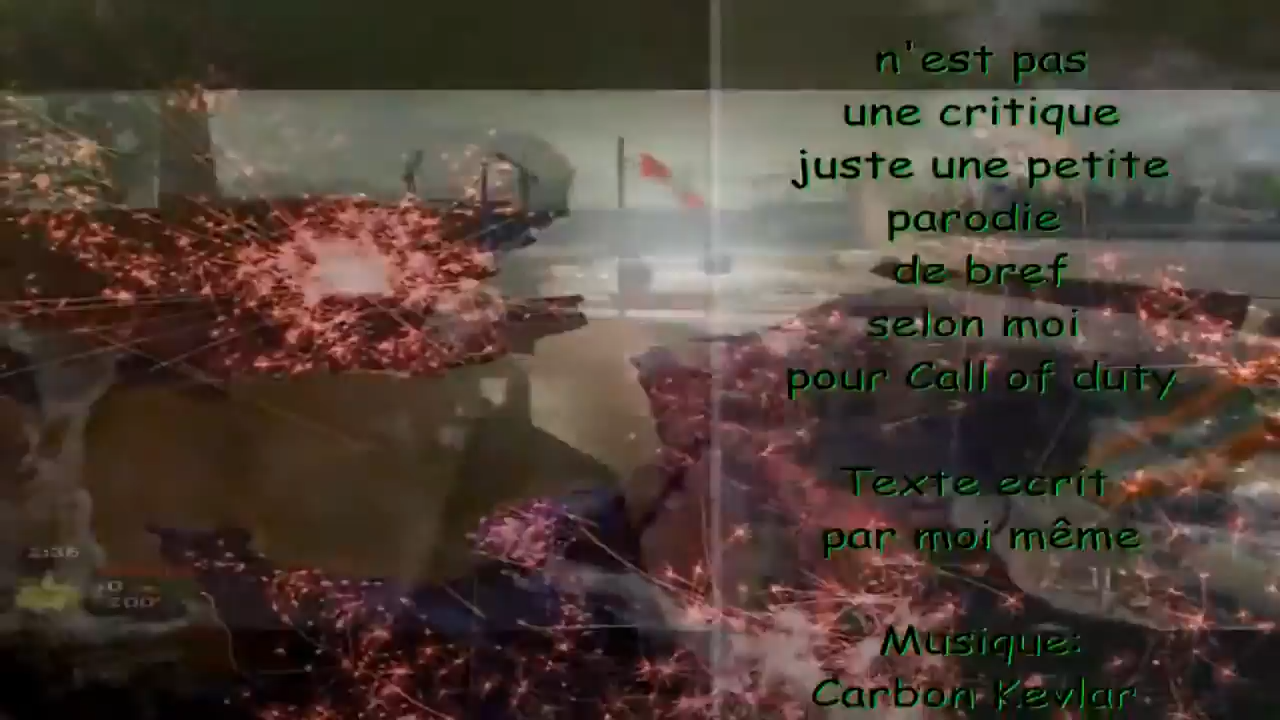 n'est pas
une critique
juste une petite
parodie
de bref
selon moi
pour Call of duty
Texte ecrit
par moi même
Musique:
Carbon Kevlar